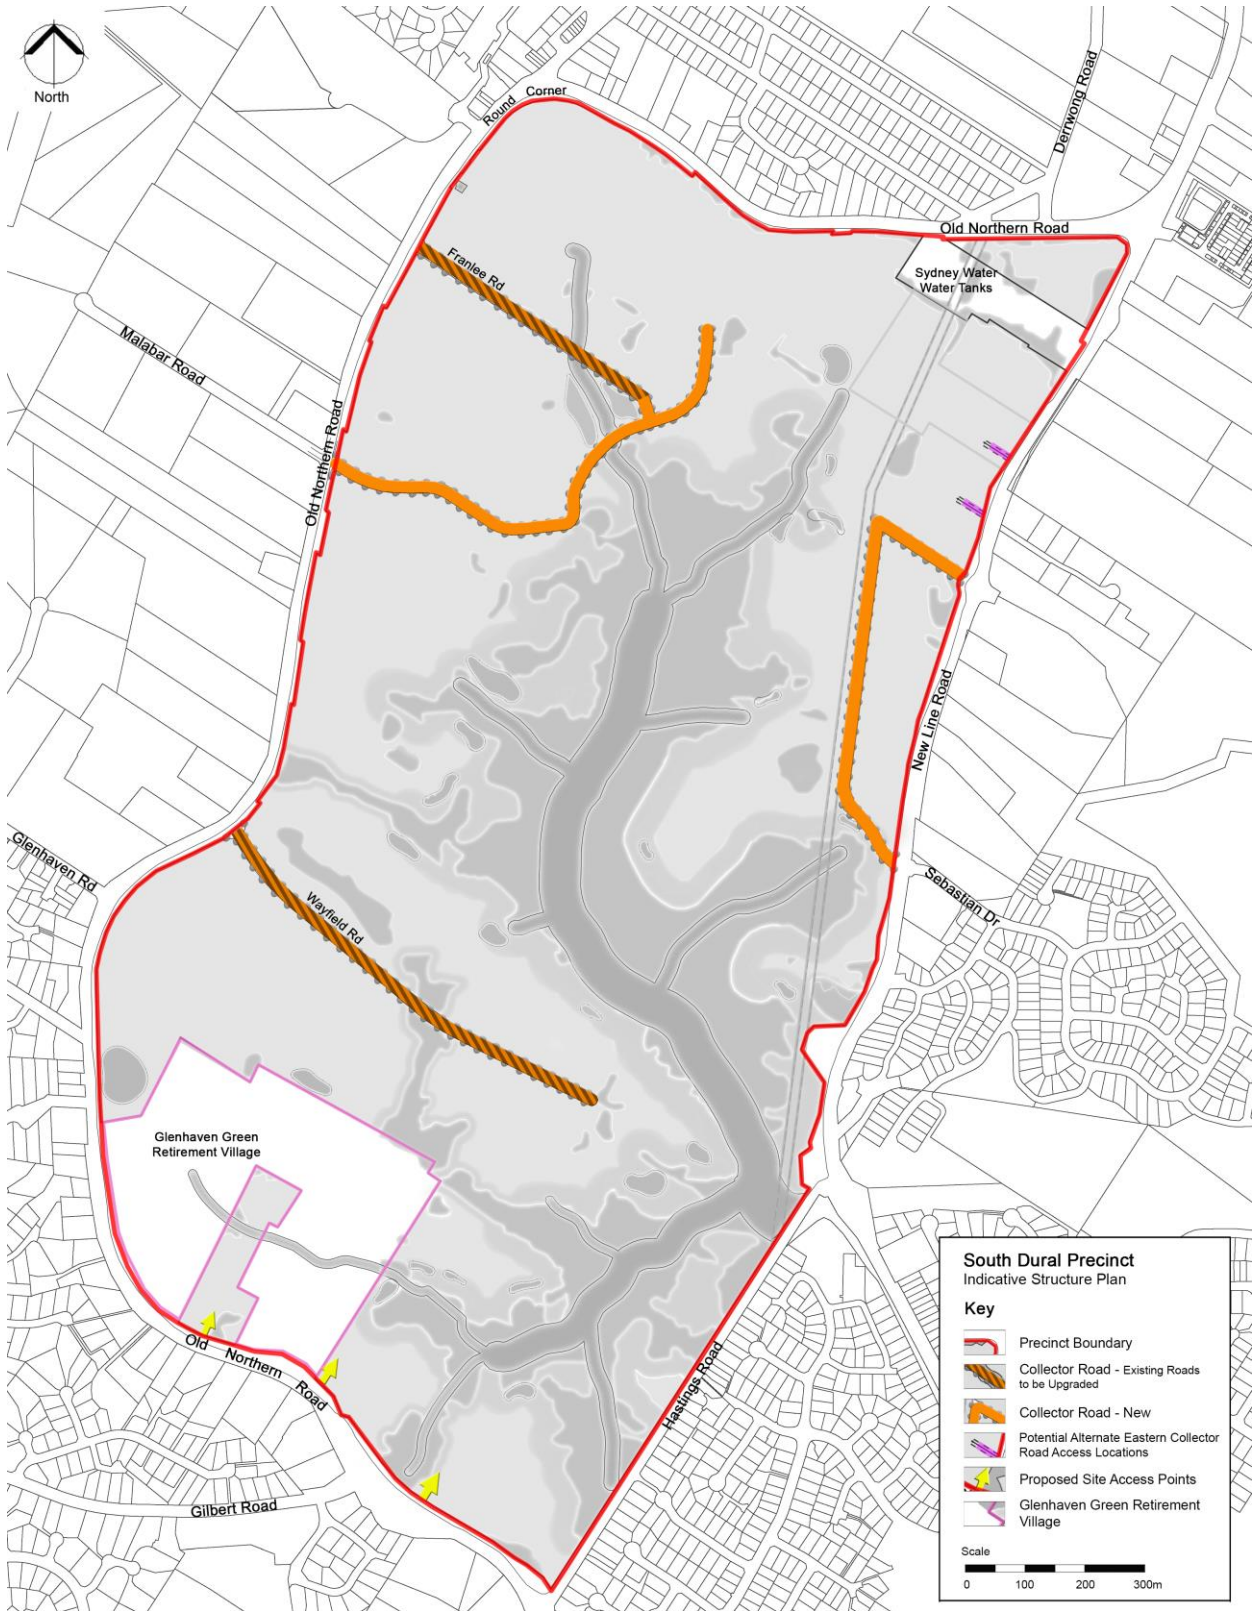 North
Round Corner
Derrwong Road
Old Northern Road
Sydney Water
Water Tanks
Franlee Rd
Malabar Road
Old Northern Road
New Line Road
Glenhaven Rd
Sebastian Dr
Wayfield Rd
Glenhaven Green
Retirement Village
Old Northern Road
Hastings Road
Gilbert Road
South Dural Precinct
Indicative Structure Plan
Key
Precinct Boundary
Collector Road - Existing Roads
to be Upgraded
Collector Road - New
Potential Alternate Eastern Collector
Road Access Locations
Proposed Site Access Points
Glenhaven Green Retirement
Village
Scale
0 100 200 300m